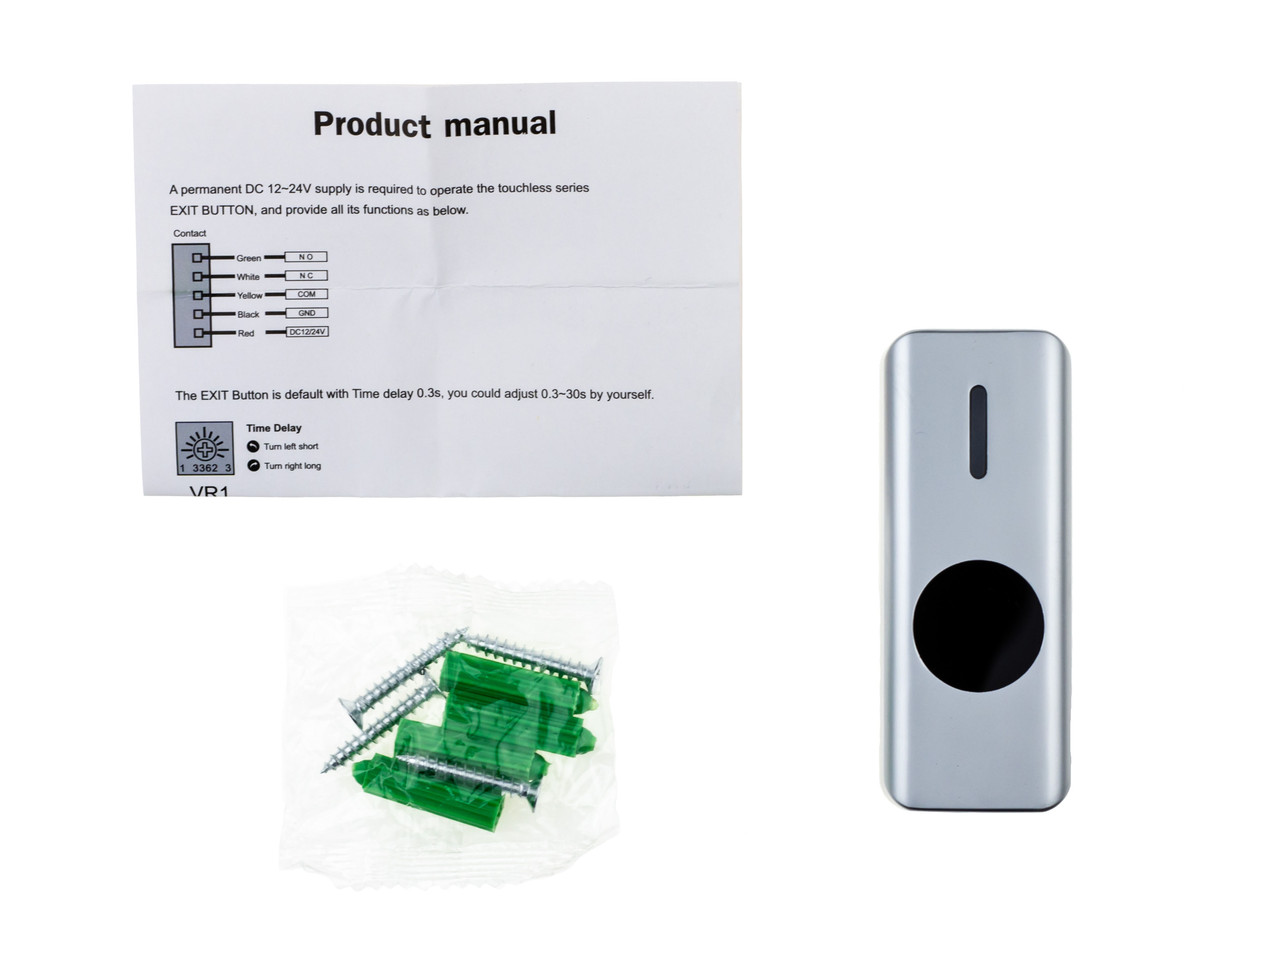 Product manual
A permanent DC 12~24V supply is required to operate the touchless series
EXIT BUTTON, and provide all its functions as below.
Contact
Green N O
White N C
Yellow COM
Black GND
Red DC12/24V
The EXIT Button is default with Time delay 0.3s, you could adjust 0.3~30s by yourself.
Time Delay
Turn left short
Turn right long
1 3362 3
VR1